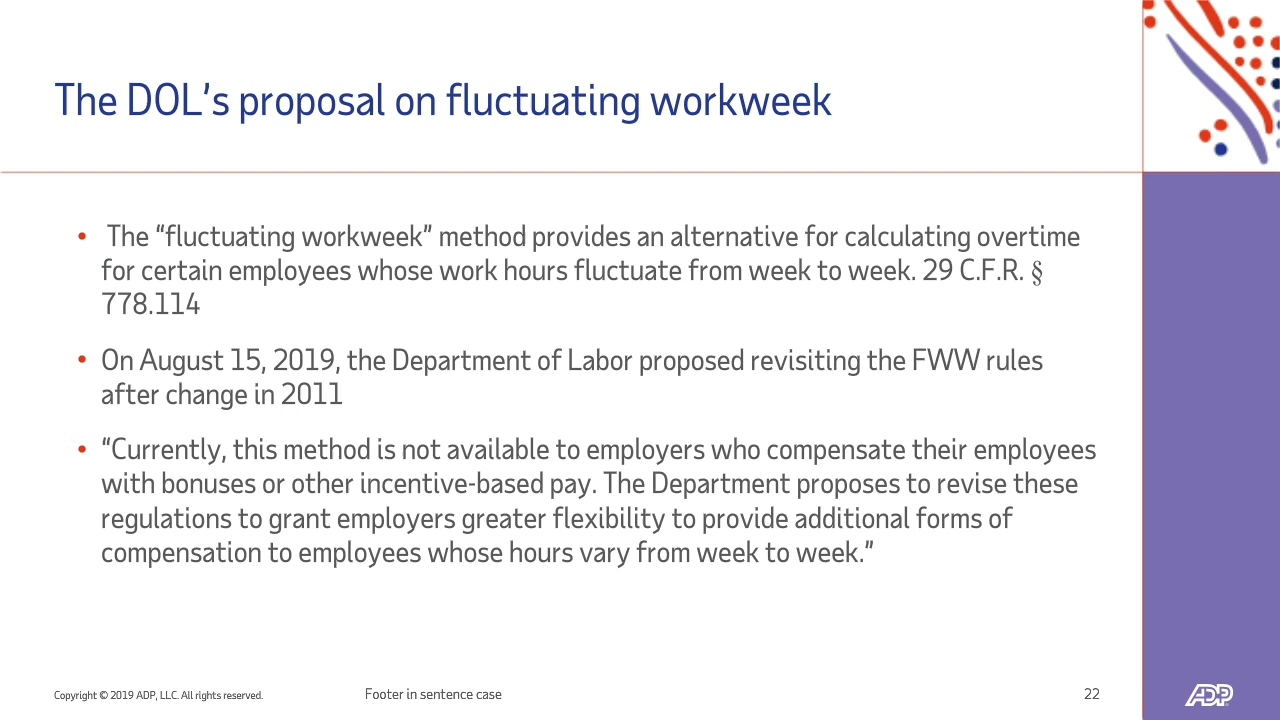 The DOL’s proposal on fluctuating workweek
• The “fluctuating workweek” method provides an alternative for calculating overtime
for certain employees whose work hours fluctuate from week to week. 29 C.F.R. §
778.114
• On August 15, 2019, the Department of Labor proposed revisiting the FWW rules
after change in 2011
• “Currently, this method is not available to employers who compensate their employees
with bonuses or other incentive-based pay. The Department proposes to revise these
regulations to grant employers greater flexibility to provide additional forms of
compensation to employees whose hours vary from week to week.”
Copyright © 2019 ADP, LLC. All rights reserved.
Footer in sentence case
22
ADP